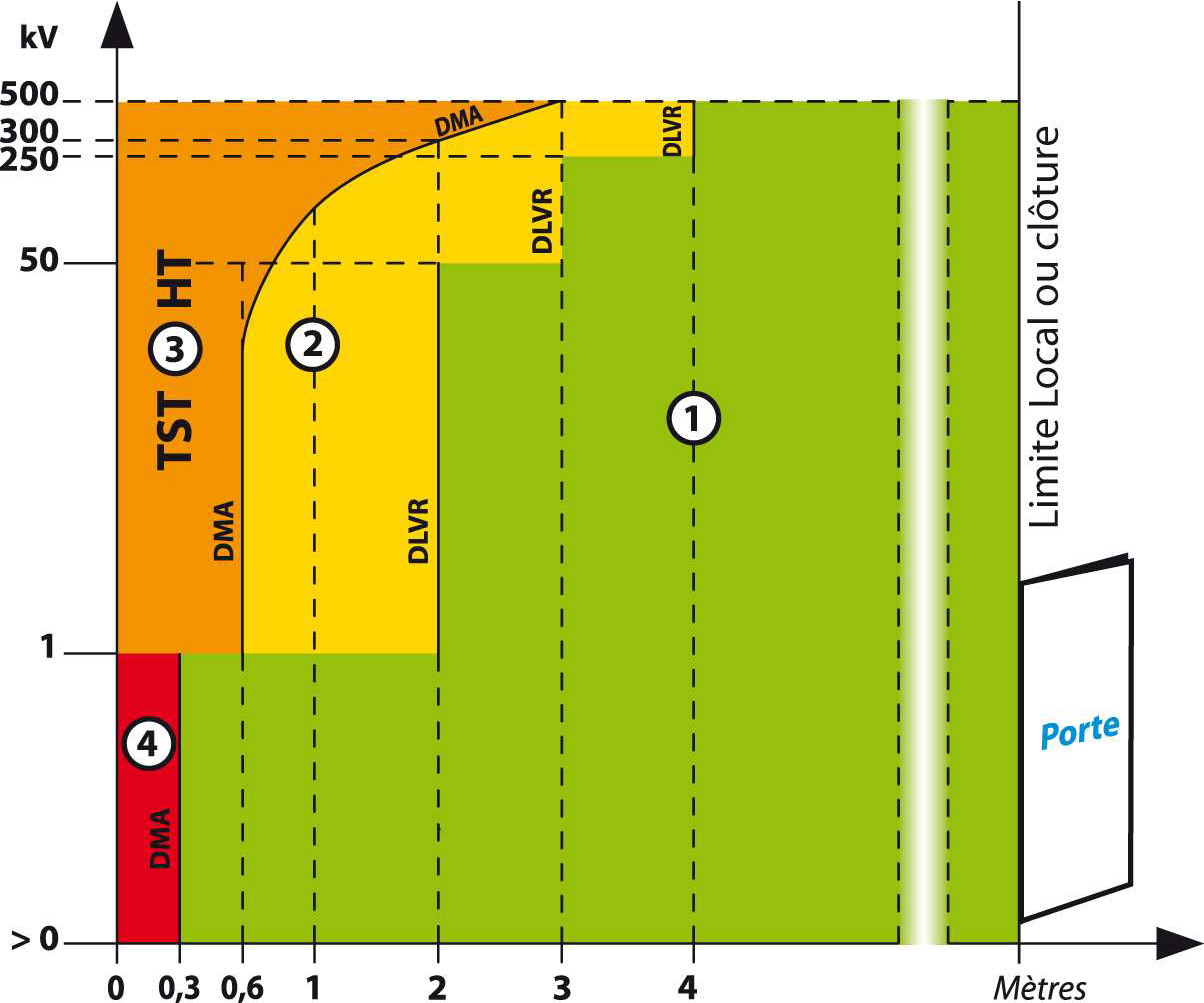 kV
500
300
250
50
1
> 0
DMA
DLVR
DLVR
TST HT
3
2
1
DMA
DLVR
4
DMA
Limite Local ou clôture
Porte
0 0,3 0,6 1 2 3 4 Mètres